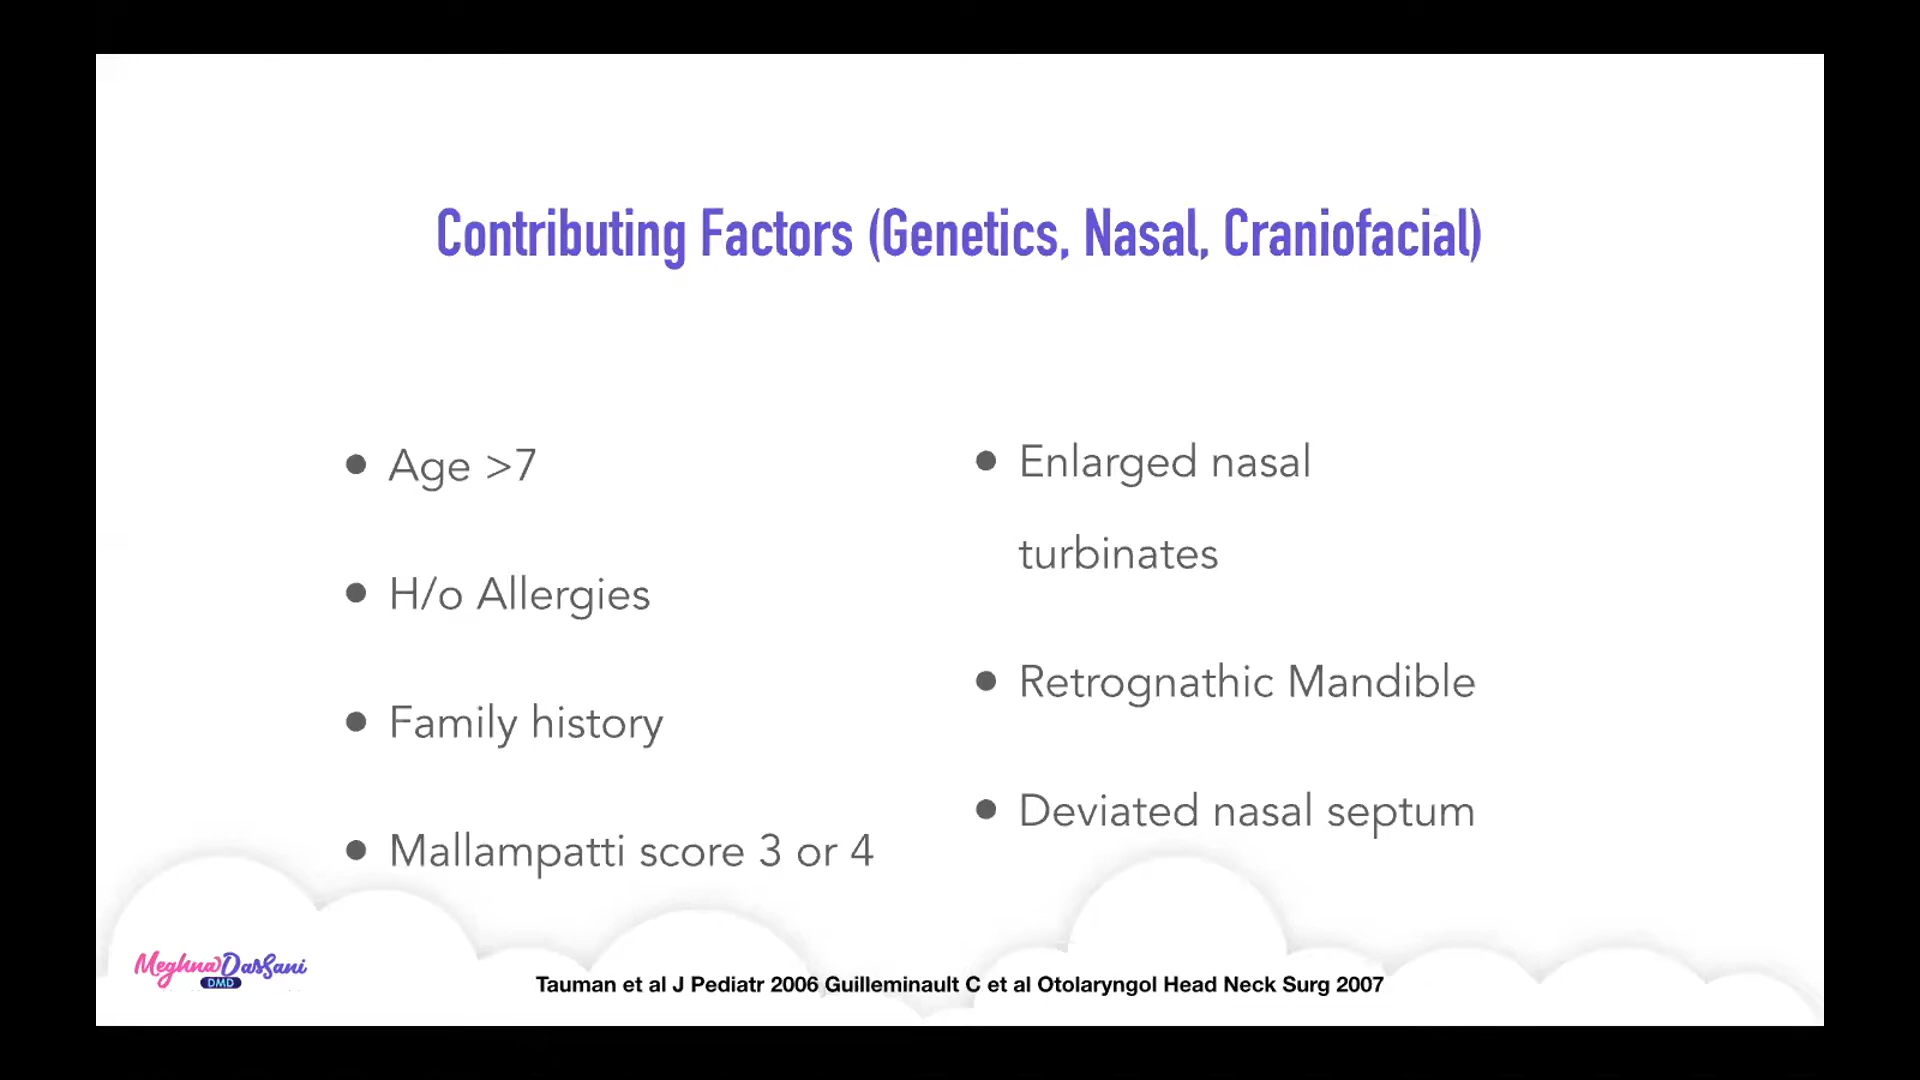 Contributing Factors (Genetics, Nasal, Craniofacial)
• Age >7
• H/o Allergies
• Family history
• Mallampatti score 3 or 4
• Enlarged nasal
turbinates
• Retrognathic Mandible
• Deviated nasal septum
Meghna Dassani
DMD
Tauman et al J Pediatr 2006 Guilleminault C et al Otolaryngol Head Neck Surg 2007